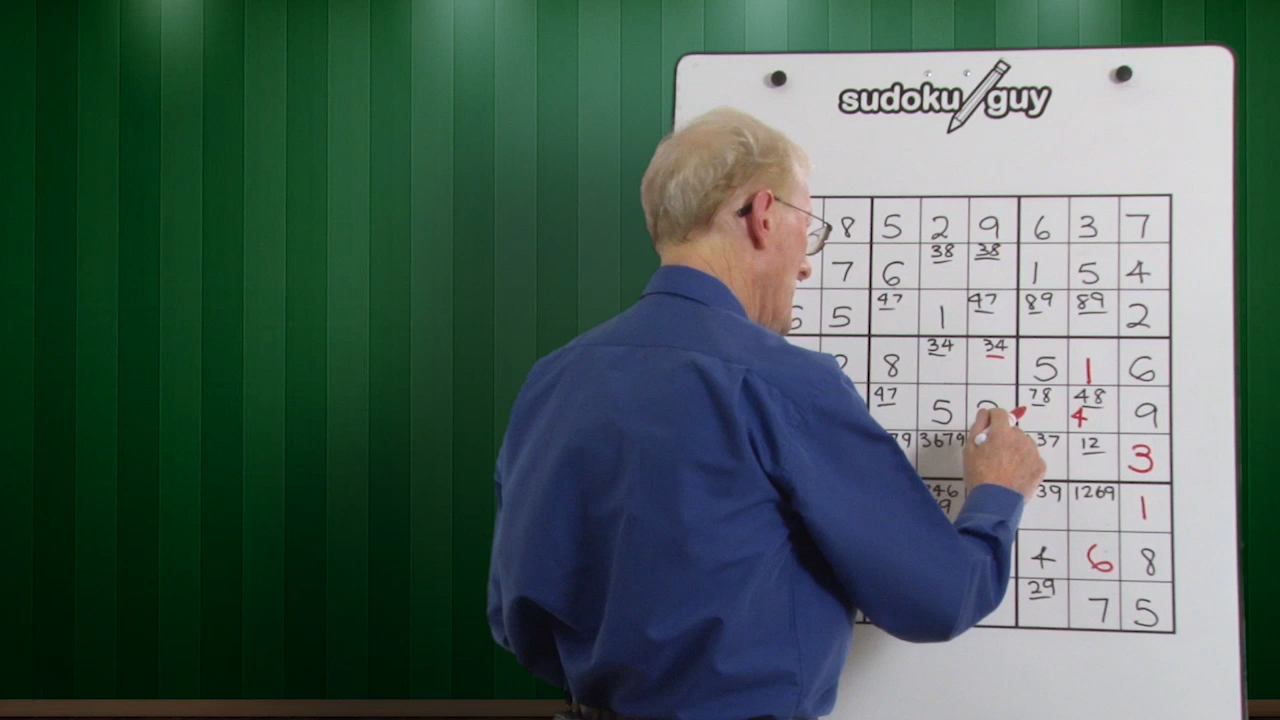 sudoku guy
8 5 2 9 6 3 7
38 38
7 6 1 5 4
47 47 89 89
5 1 2
34 34
8 5 1 6
47 78 48
5 4 9
79 3679 37 12
3
39 1269
1
4 6 8
29
7 5